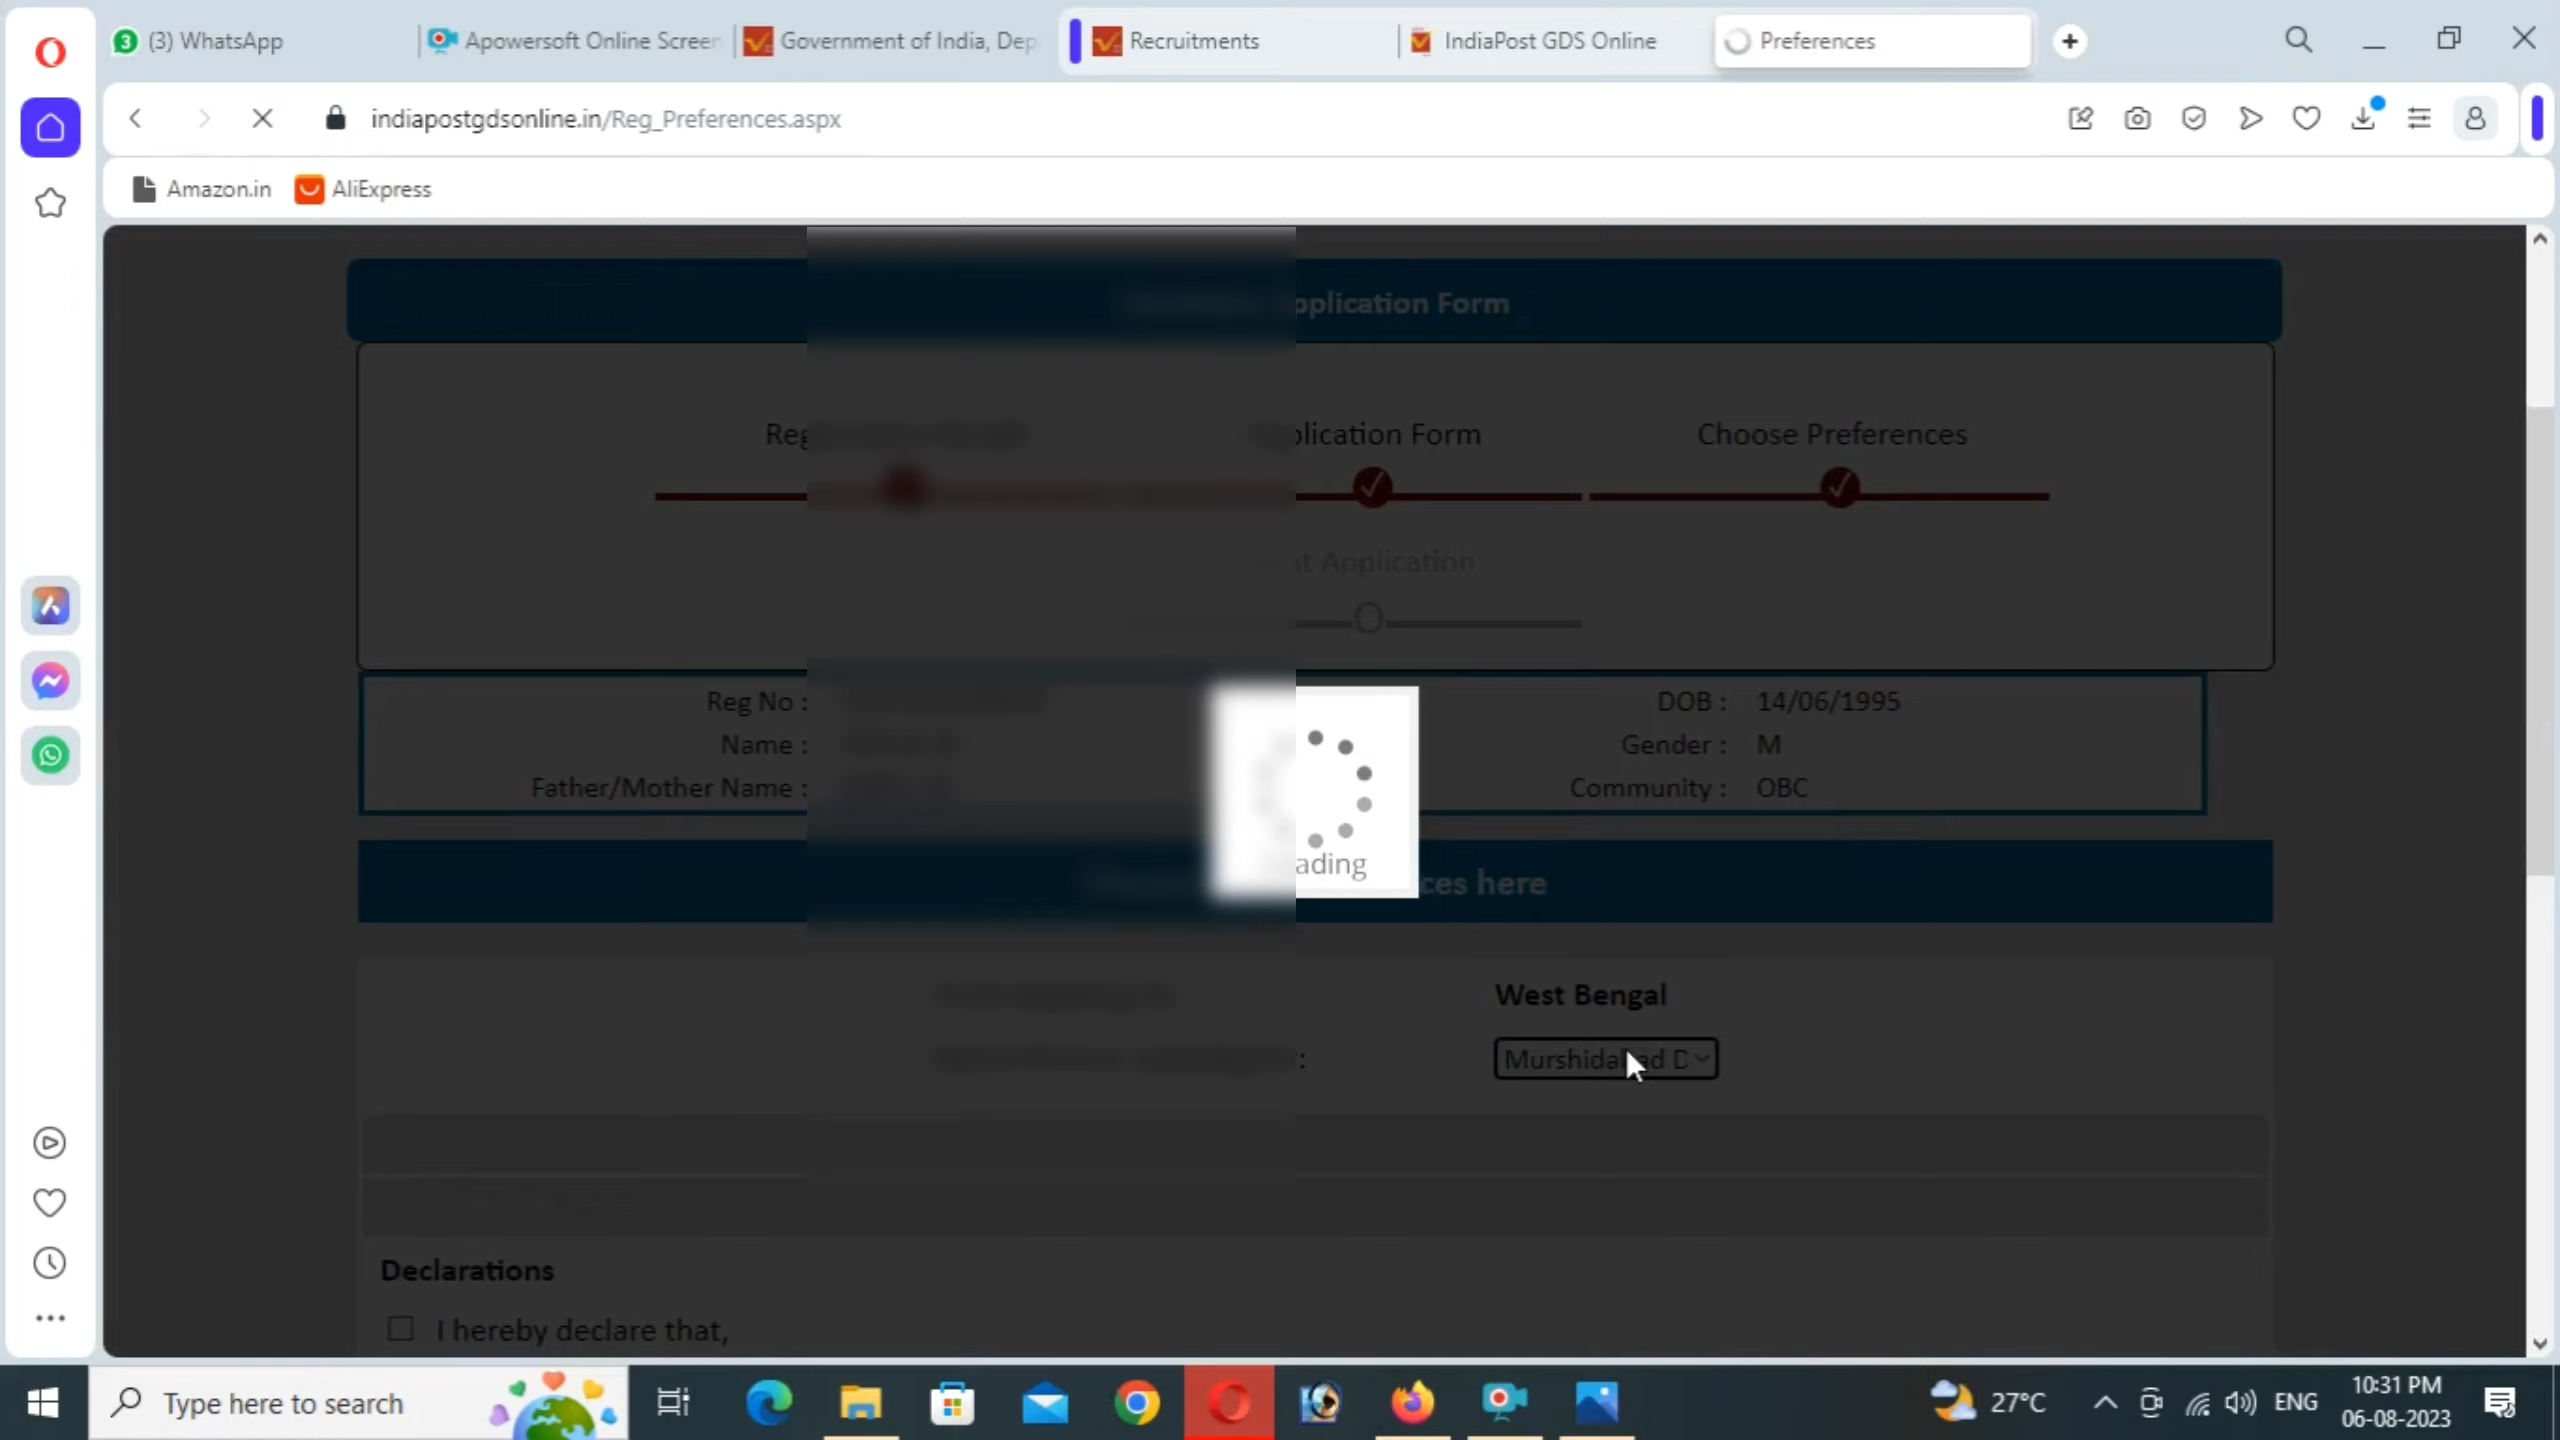 3 (3) WhatsApp
Apowersoft Online Screen
Government of India, Dep
Recruitments
IndiaPost GDS Online
Preferences
indiapostgdsonline.in/Reg_Preferences.aspx
Amazon.in
AliExpress
pplication Form
Reg
plication Form
Choose Preferences
t Application
Reg No :
DOB : 14/06/1995
Name :
Gender : M
Father/Mother Name :
Community : OBC
ading
ces here
West Bengal
: Murshidabad D
Declarations
I hereby declare that,
Type here to search
27°C
ENG
10:31 PM
06-08-2023